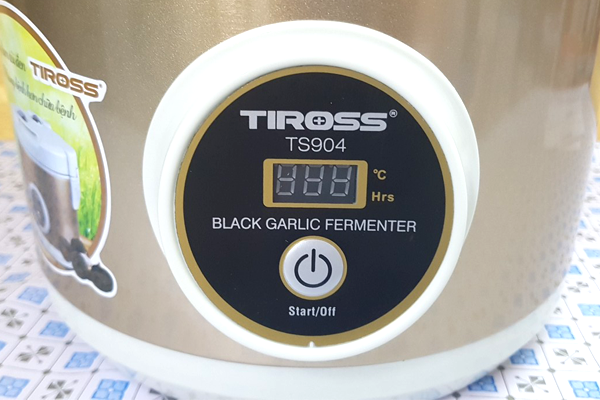 TIROSS®
TIROSS®
TS904
°C
Hrs
BLACK GARLIC FERMENTER
Start/Off